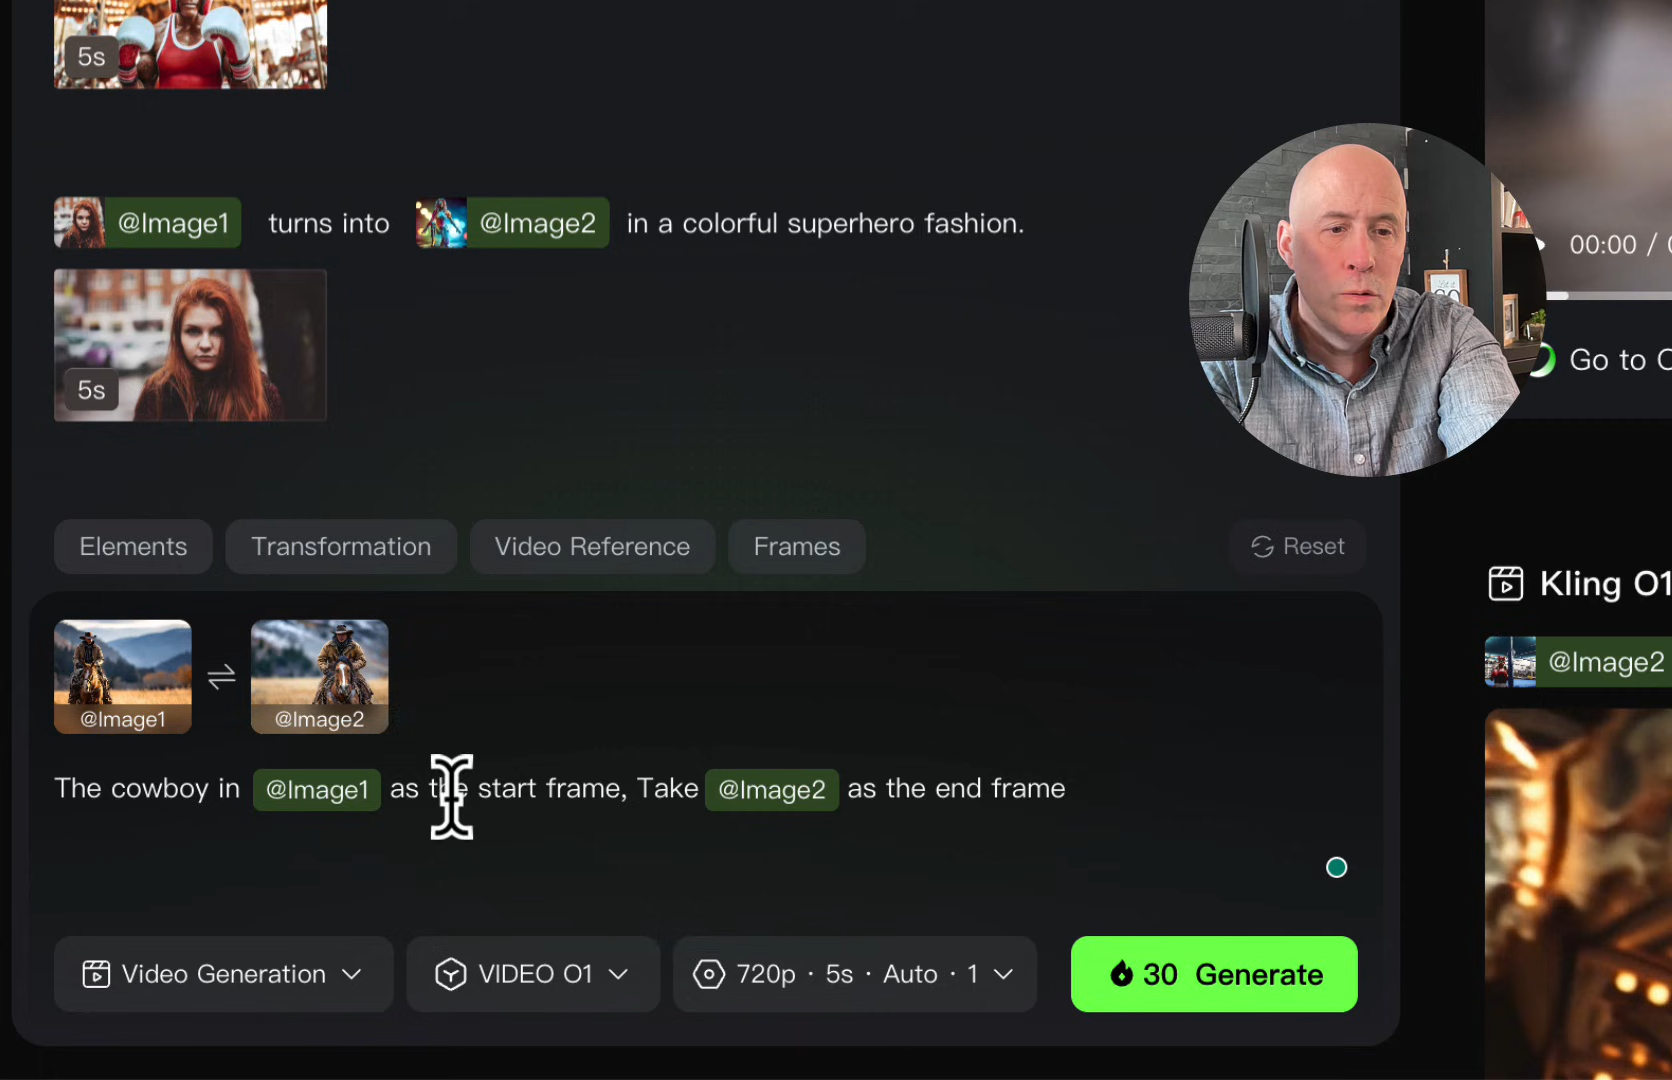 5s
@Image1 turns into @Image2 in a colorful superhero fashion.
5s
00:00 /
Go to
Elements Transformation Video Reference Frames Reset
@Image1 @Image2
The cowboy in @Image1 as the start frame, Take @Image2 as the end frame
Video Generation VIDEO O1 720p · 5s · Auto · 1 30 Generate
Kling O1
@Image2